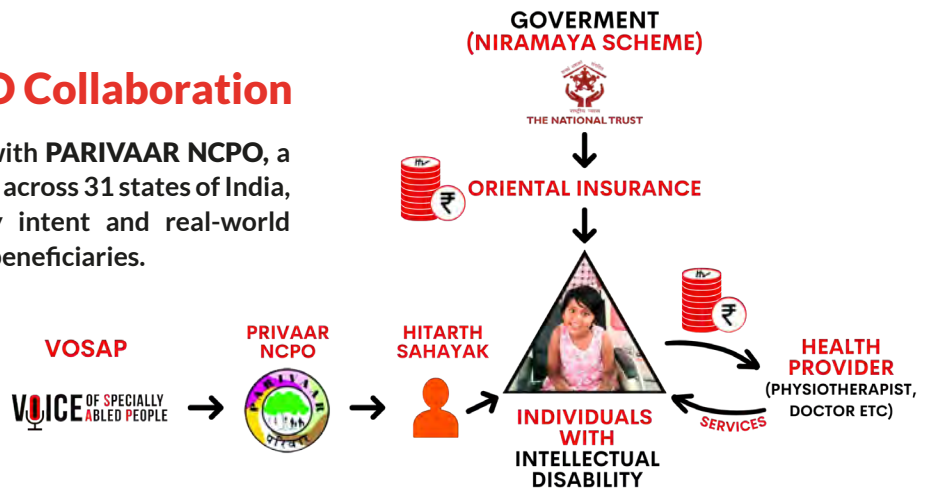 D Collaboration
with PARIVAAR NCPO, a
across 31 states of India,
intent and real-world
beneficiaries.
GOVERMENT
(NIRAMAYA SCHEME)
THE NATIONAL TRUST
ORIENTAL INSURANCE
₹
₹
VOSAP
VOICE OF SPECIALLY
ABLED PEOPLE
PRIVAAR
NCPO
PARIVAAR
परिवार
HITARTH
SAHAYAK
INDIVIDUALS
WITH
INTELLECTUAL
DISABILITY
HEALTH
PROVIDER
(PHYSIOTHERAPIST,
DOCTOR ETC)
SERVICES